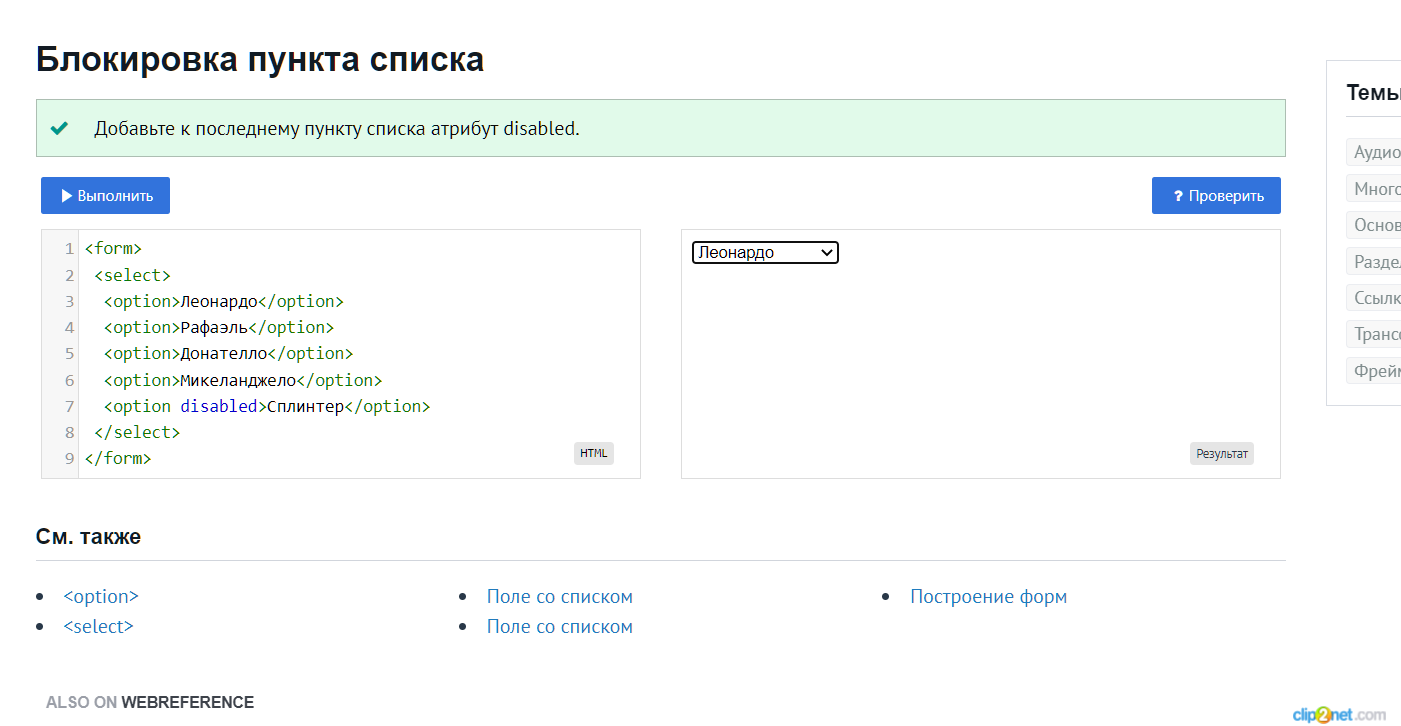 Блокировка пункта списка
Добавьте к последнему пункту списка атрибут disabled.
Выполнить
? Проверить
1 <form>
2 <select>
3 <option>Леонардо</option>
4 <option>Рафаэль</option>
5 <option>Донателло</option>
6 <option>Микеланджело</option>
7 <option disabled>Сплинтер</option>
8 </select>
9 </form>
HTML
Леонардо
Результат
Темы
Аудио
Много
Основ
Раздел
Ссылк
Трансф
Фрейм
См. также
<option>
<select>
Поле со списком
Поле со списком
Построение форм
ALSO ON WEBREFERENCE
clip2net.com